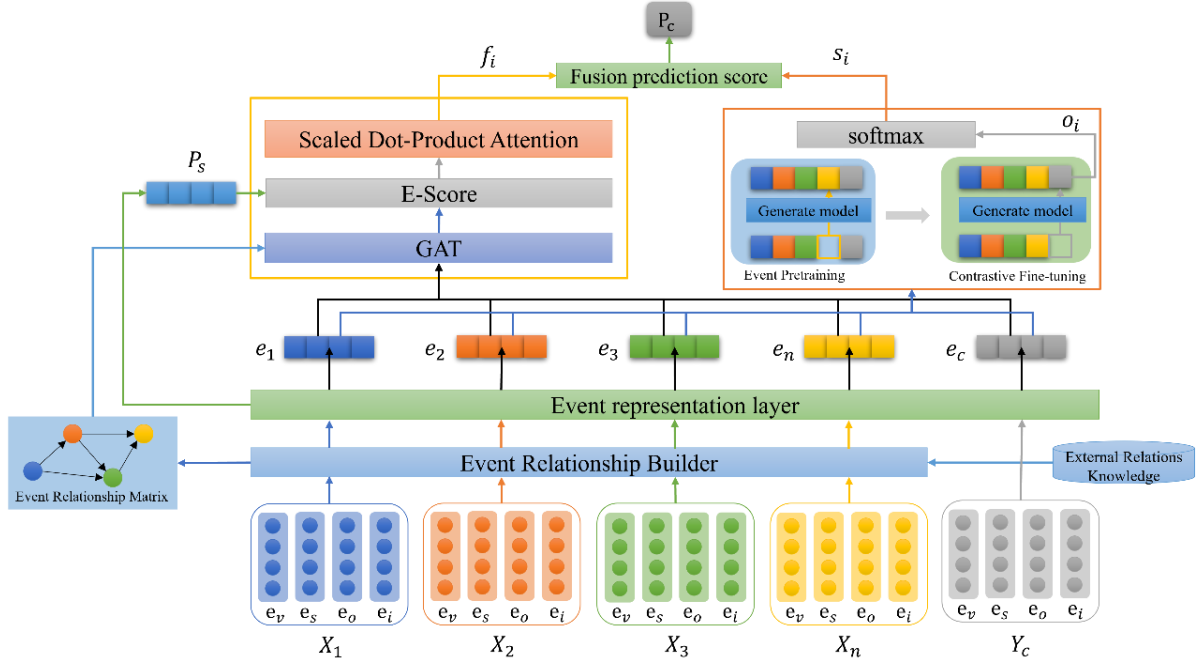 P_c
f_i
Fusion prediction score
s_i
Scaled Dot-Product Attention
softmax
o_i
P_s
E-Score
Generate model
Generate model
GAT
Event Pretraining
Contrastive Fine-tuning
e_1
e_2
e_3
e_n
e_c
Event representation layer
Event Relationship Builder
External Relations
Knowledge
Event Relationship Matrix
e_v e_s e_o e_i
e_v e_s e_o e_i
e_v e_s e_o e_i
e_v e_s e_o e_i
e_v e_s e_o e_i
X_1
X_2
X_3
X_n
Y_c